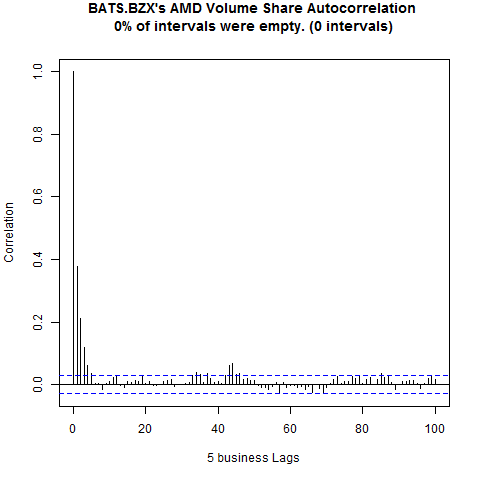 BATS.BZX's AMD Volume Share Autocorrelation
0% of intervals were empty. (0 intervals)
Correlation
1.0
0.8
0.6
0.4
0.2
0.0
0 20 40 60 80 100
5 business Lags